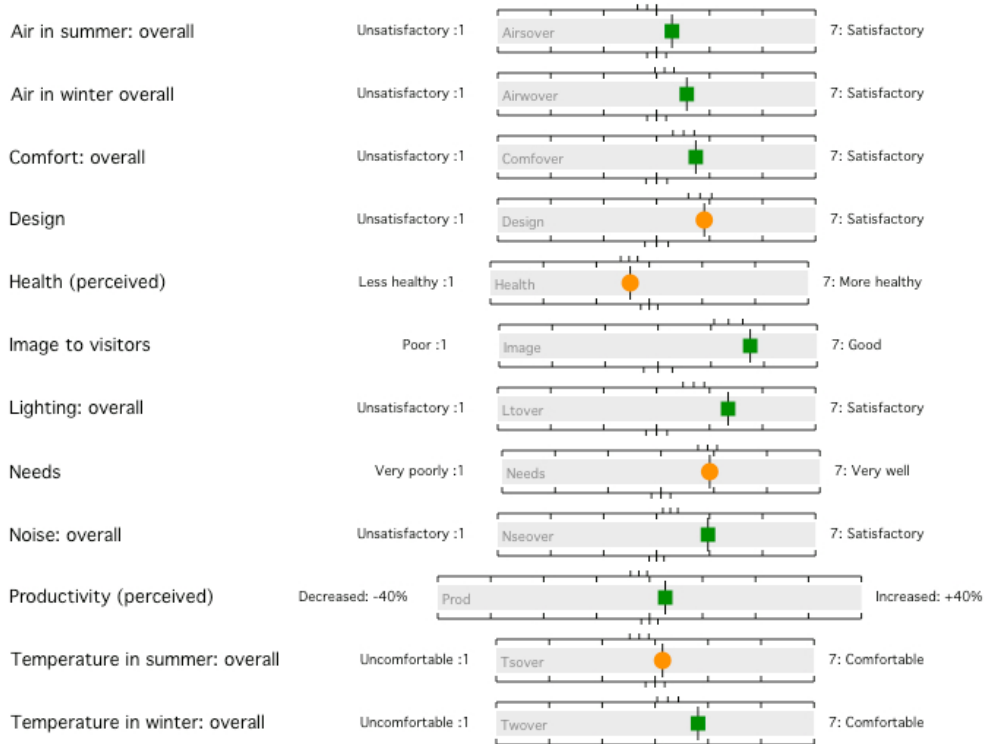 Air in summer: overall Unsatisfactory :1 Airsover 7: Satisfactory
Air in winter overall Unsatisfactory :1 Airwover 7: Satisfactory
Comfort: overall Unsatisfactory :1 Comfover 7: Satisfactory
Design Unsatisfactory :1 Design 7: Satisfactory
Health (perceived) Less healthy :1 Health 7: More healthy
Image to visitors Poor :1 Image 7: Good
Lighting: overall Unsatisfactory :1 Ltover 7: Satisfactory
Needs Very poorly :1 Needs 7: Very well
Noise: overall Unsatisfactory :1 Nseover 7: Satisfactory
Productivity (perceived) Decreased: -40% Prod Increased: +40%
Temperature in summer: overall Uncomfortable :1 Tsover 7: Comfortable
Temperature in winter: overall Uncomfortable :1 Twover 7: Comfortable